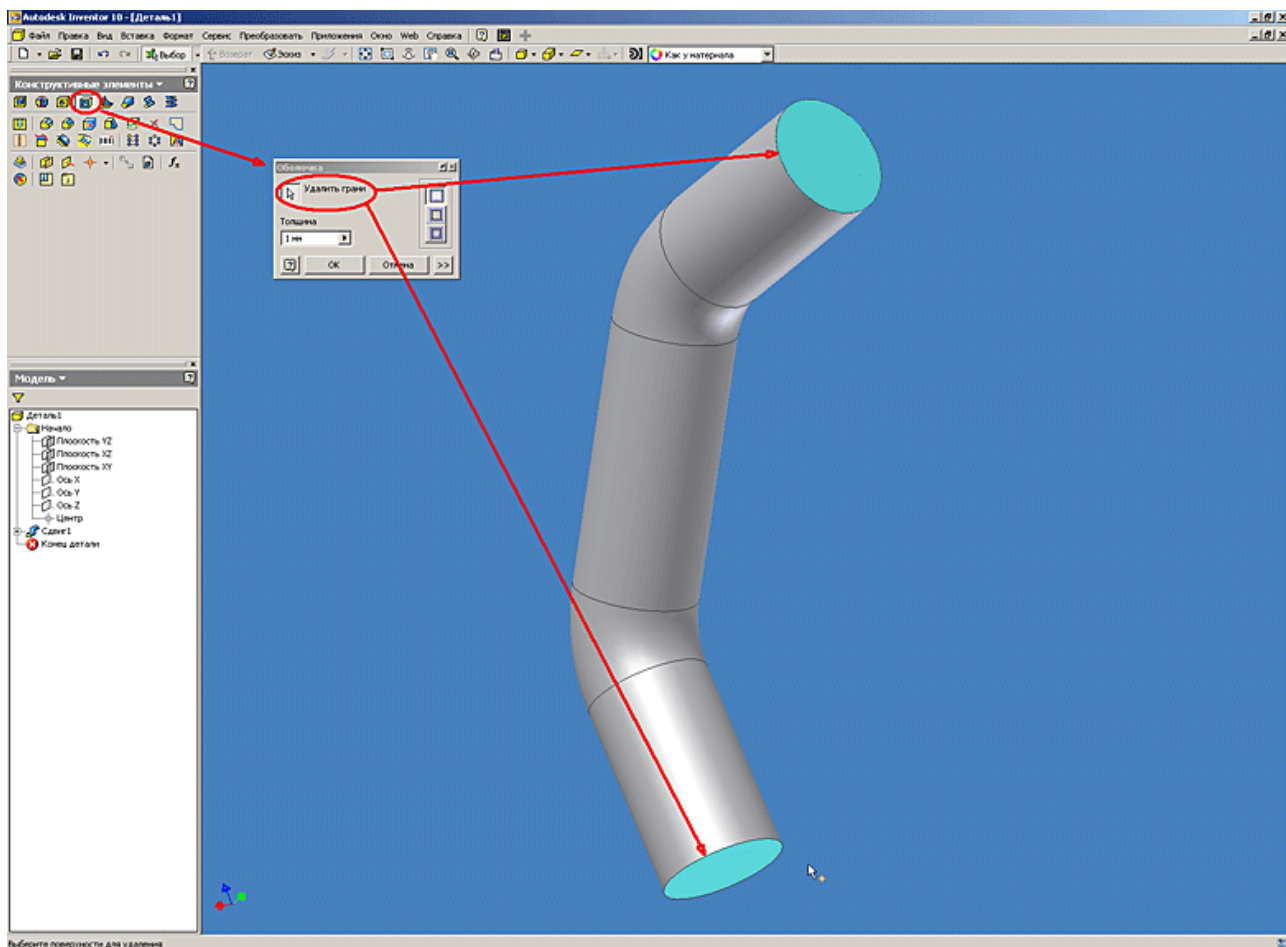 Autodesk Inventor 10 - [Деталь1]
Файл Правка Вид Вставка Формат Сервис Преобразовать Приложения Окно Web Справка
Выбор Возврат Эскиз Как у материала
Конструктивные элементы
Оболочка
Удалить грани
Толщина
1 мм
ОК Отмена >>
Модель
Деталь1
Начало
Плоскость YZ
Плоскость XZ
Плоскость XY
Ось X
Ось Y
Ось Z
Центр
Сдвиг1
Конец детали
Выберите поверхности для удаления